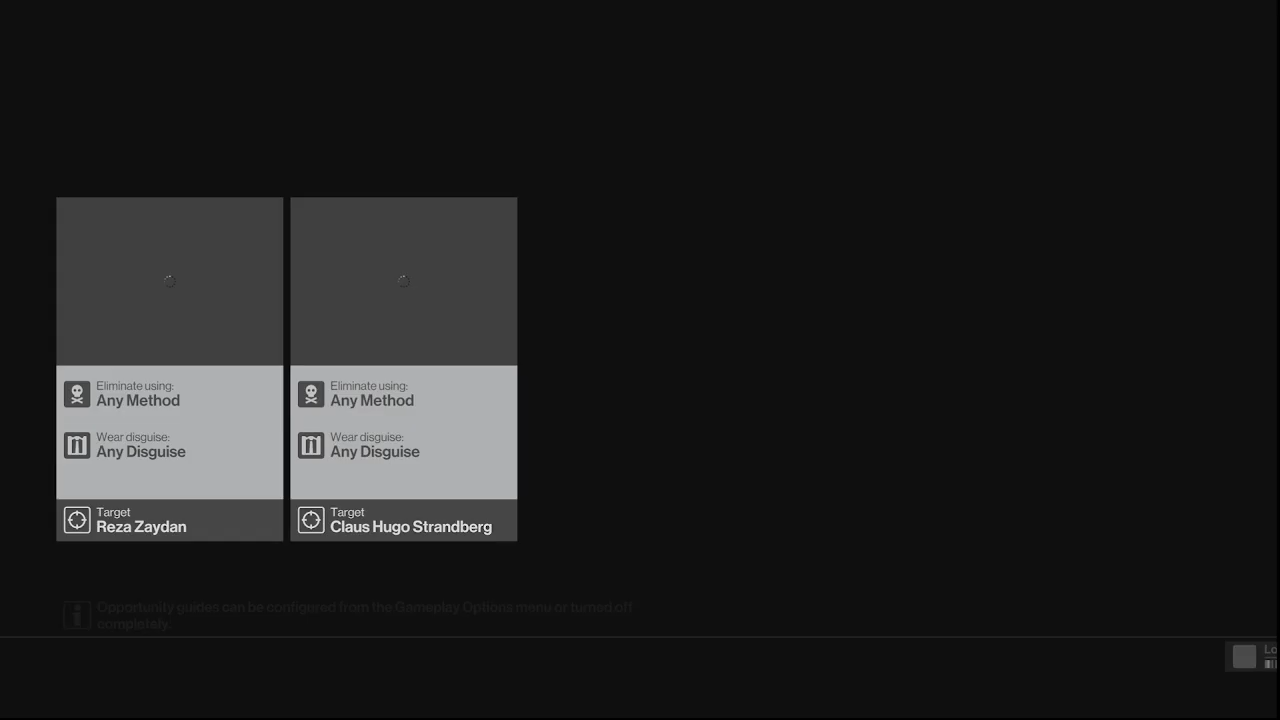 Eliminate using:
Any Method
Wear disguise:
Any Disguise
Target
Reza Zaydan
Eliminate using:
Any Method
Wear disguise:
Any Disguise
Target
Claus Hugo Strandberg
Opportunity guides can be configured from the Gameplay Options menu or turned off
completely.
Lo